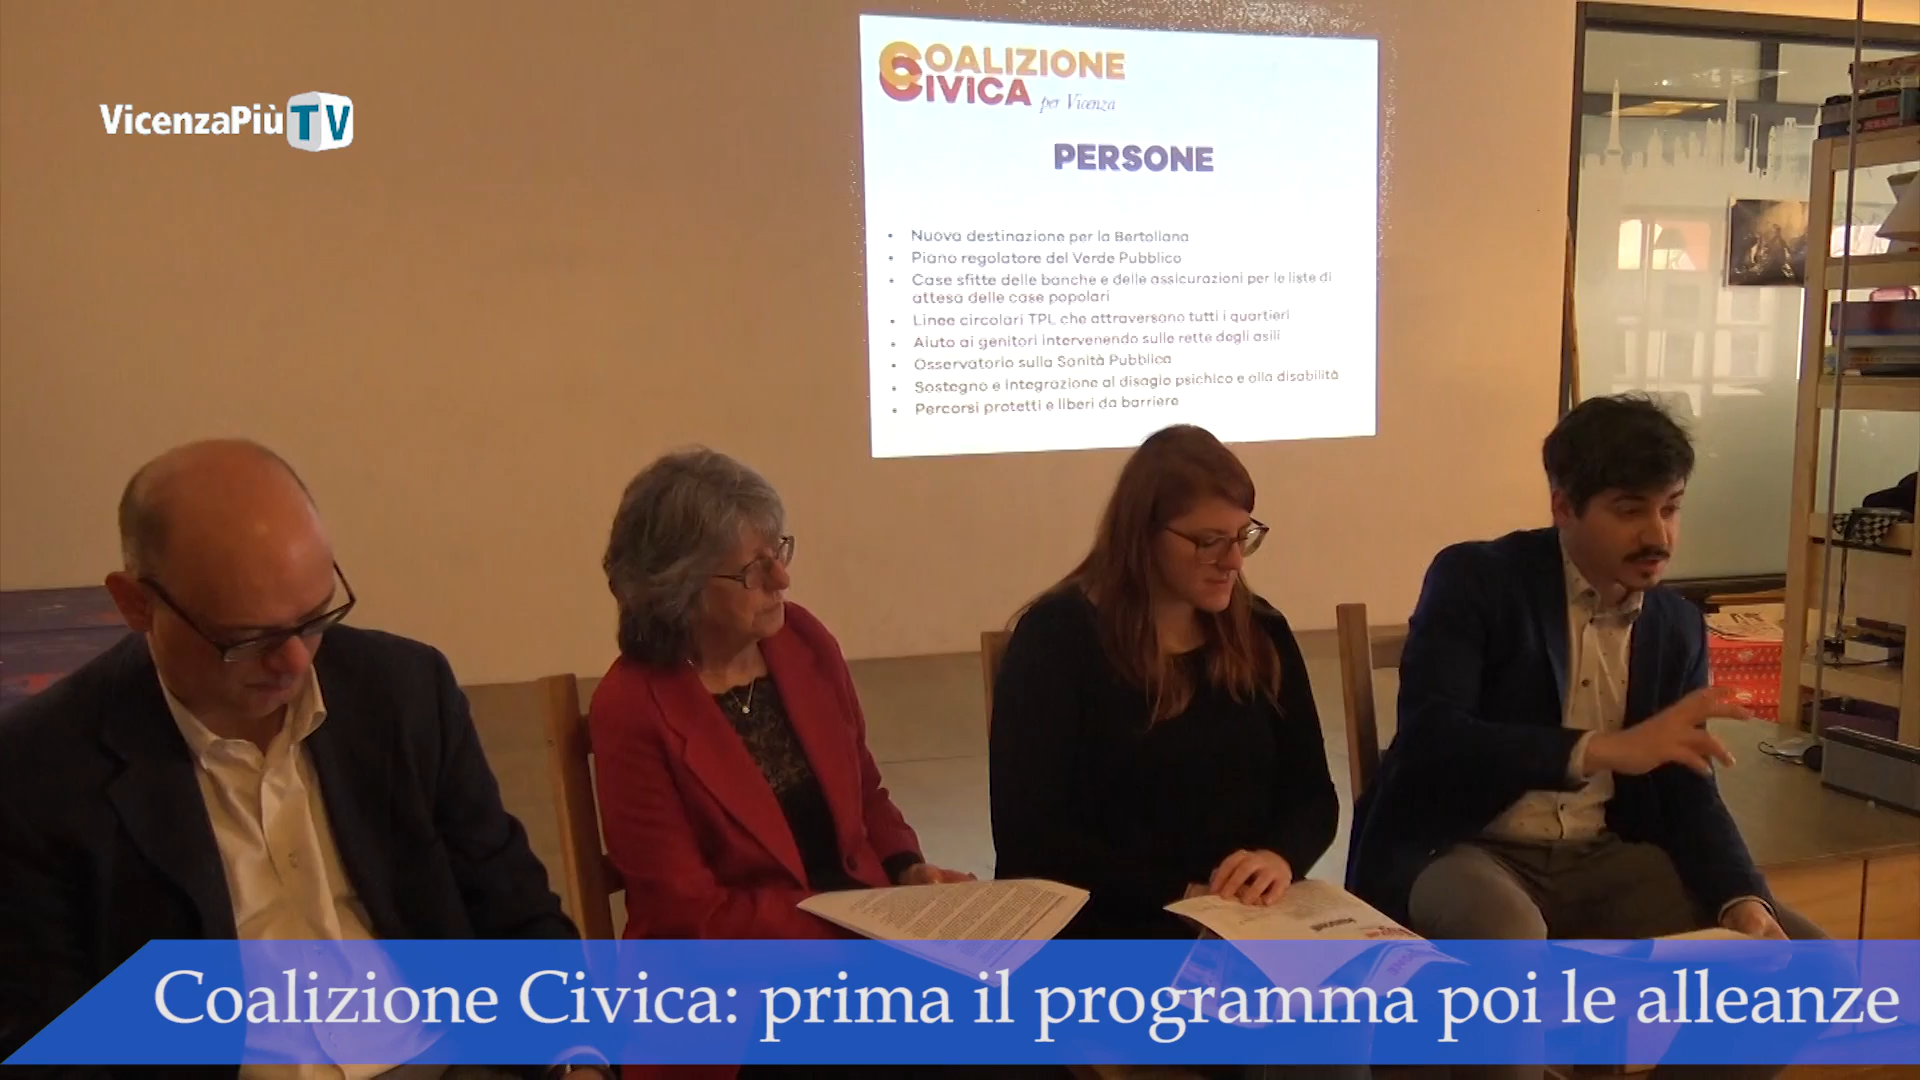 VicenzaPiùTV
COALIZIONE
CIVICA per Vicenza
PERSONE
• Nuova destinazione per la Bertoliana
• Piano regolatore del Verde Pubblico
• Case sfitte delle banche e delle assicurazioni per le liste di
attesa delle case popolari
• Linee circolari TPL che attraversano tutti i quartieri
• Aiuto ai genitori intervenendo sulle rette degli asili
• Osservatorio sulla Sanità Pubblica
• Sostegno e integrazione al disagio psichico e alla disabilità
• Percorsi protetti e liberi da barriere
Coalizione Civica: prima il programma poi le alleanze